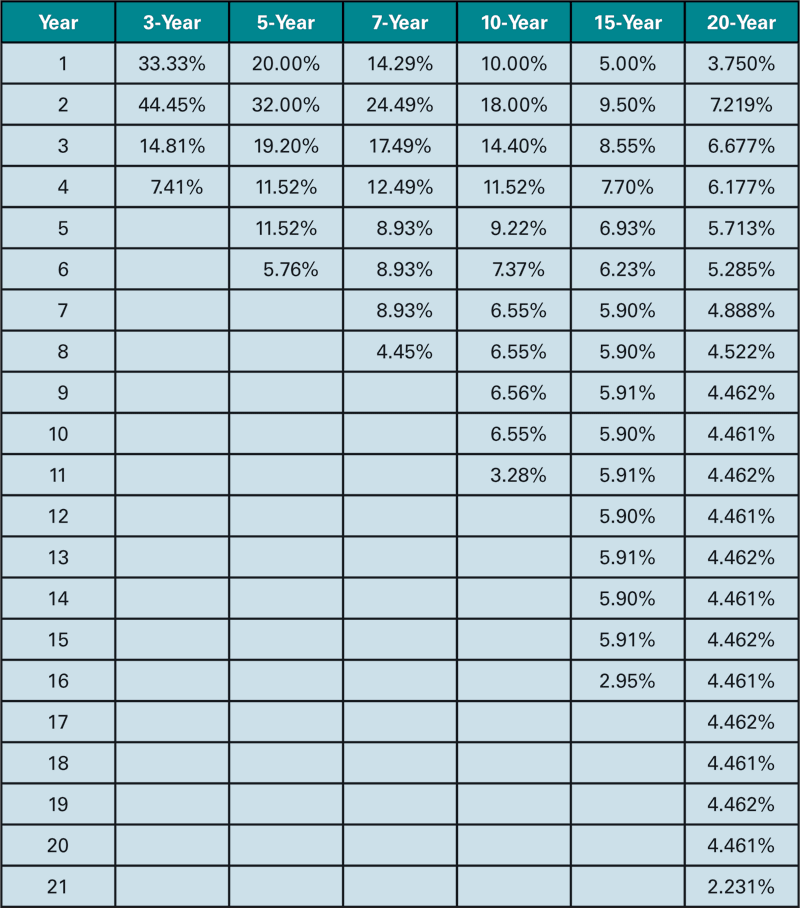 Year 3-Year 5-Year 7-Year 10-Year 15-Year 20-Year
1 33.33% 20.00% 14.29% 10.00% 5.00% 3.750%
2 44.45% 32.00% 24.49% 18.00% 9.50% 7.219%
3 14.81% 19.20% 17.49% 14.40% 8.55% 6.677%
4 7.41% 11.52% 12.49% 11.52% 7.70% 6.177%
5 11.52% 8.93% 9.22% 6.93% 5.713%
6 5.76% 8.93% 7.37% 6.23% 5.285%
7 8.93% 6.55% 5.90% 4.888%
8 4.45% 6.55% 5.90% 4.522%
9 6.56% 5.91% 4.462%
10 6.55% 5.90% 4.461%
11 3.28% 5.91% 4.462%
12 5.90% 4.461%
13 5.91% 4.462%
14 5.90% 4.461%
15 5.91% 4.462%
16 2.95% 4.461%
17 4.462%
18 4.461%
19 4.462%
20 4.461%
21 2.231%